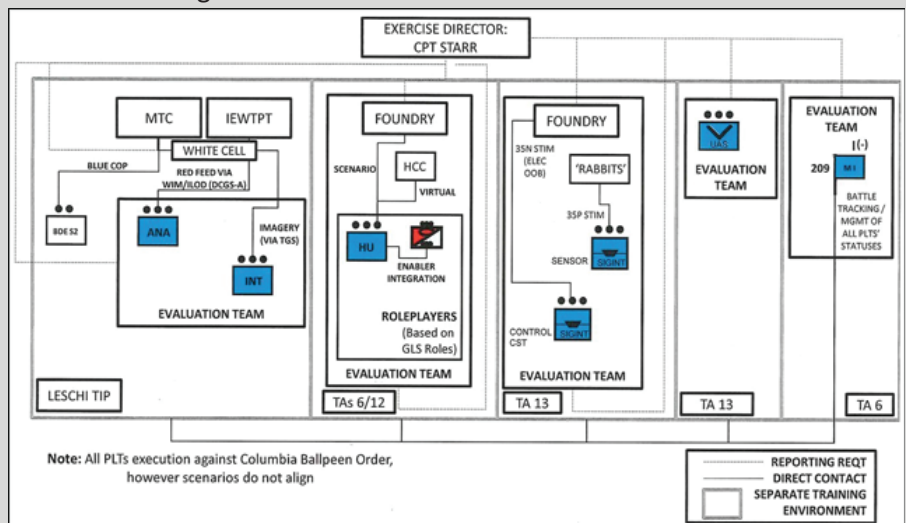 EXERCISE DIRECTOR:
CPT STARR
MTC
IEWTPT
WHITE CELL
BLUE COP
RED FEED VIA
WIM/ILOD (DCGS-A)
BDE S2
ANA
IMAGERY
(VIA TGS)
INT
EVALUATION TEAM
LESCHI TIP
FOUNDRY
SCENARIO
HCC
VIRTUAL
HU
ENABLER
INTEGRATION
ROLEPLAYERS
(Based on
GLS Roles)
EVALUATION TEAM
TAs 6/12
FOUNDRY
35N STIM
(ELEC
OOB)
'RABBITS'
35P STIM
SENSOR
SIGINT
CONTROL
CST
SIGINT
EVALUATION TEAM
TA 13
UAS
EVALUATION
TEAM
TA 13
EVALUATION
TEAM
I(-)
209
MI
BATTLE
TRACKING /
MGMT OF
ALL PLTS'
STATUSES
TA 6
Note: All PLTs execution against Columbia Ballpeen Order,
however scenarios do not align
REPORTING REQT
DIRECT CONTACT
SEPARATE TRAINING
ENVIRONMENT